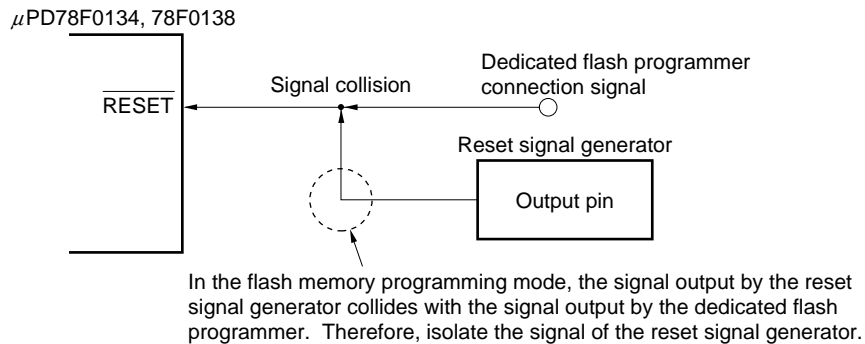 μPD78F0134, 78F0138
Dedicated flash programmer
connection signal
Signal collision
RESET
Reset signal generator
Output pin
In the flash memory programming mode, the signal output by the reset
signal generator collides with the signal output by the dedicated flash
programmer.  Therefore, isolate the signal of the reset signal generator.